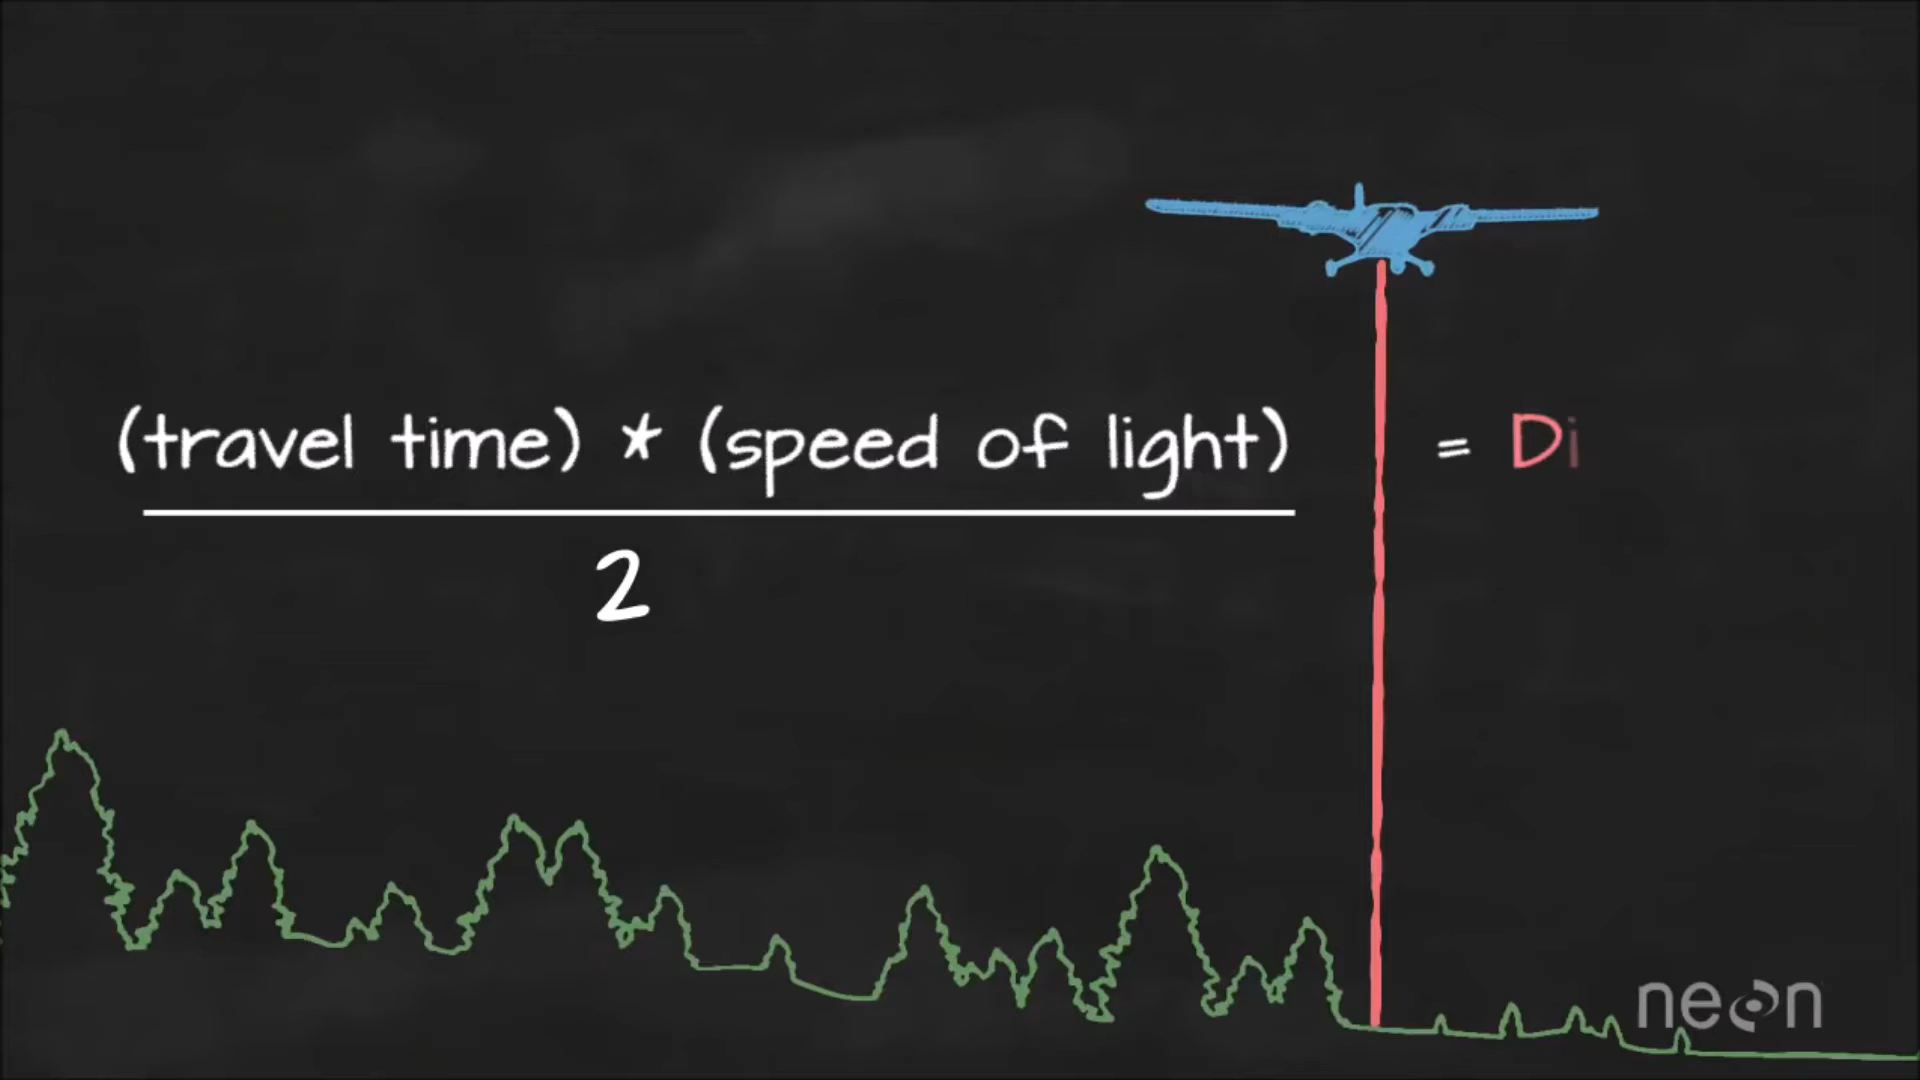 (travel time) * (speed of light) = Di
2
neon